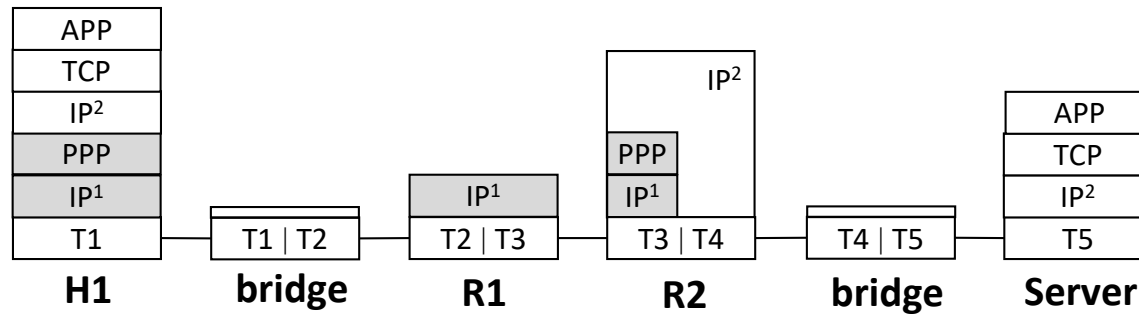 APP
TCP
IP²
PPP
IP¹
T1
H1
T1 | T2
bridge
IP¹
T2 | T3
R1
IP²
PPP
IP¹
T3 | T4
R2
T4 | T5
bridge
APP
TCP
IP²
T5
Server